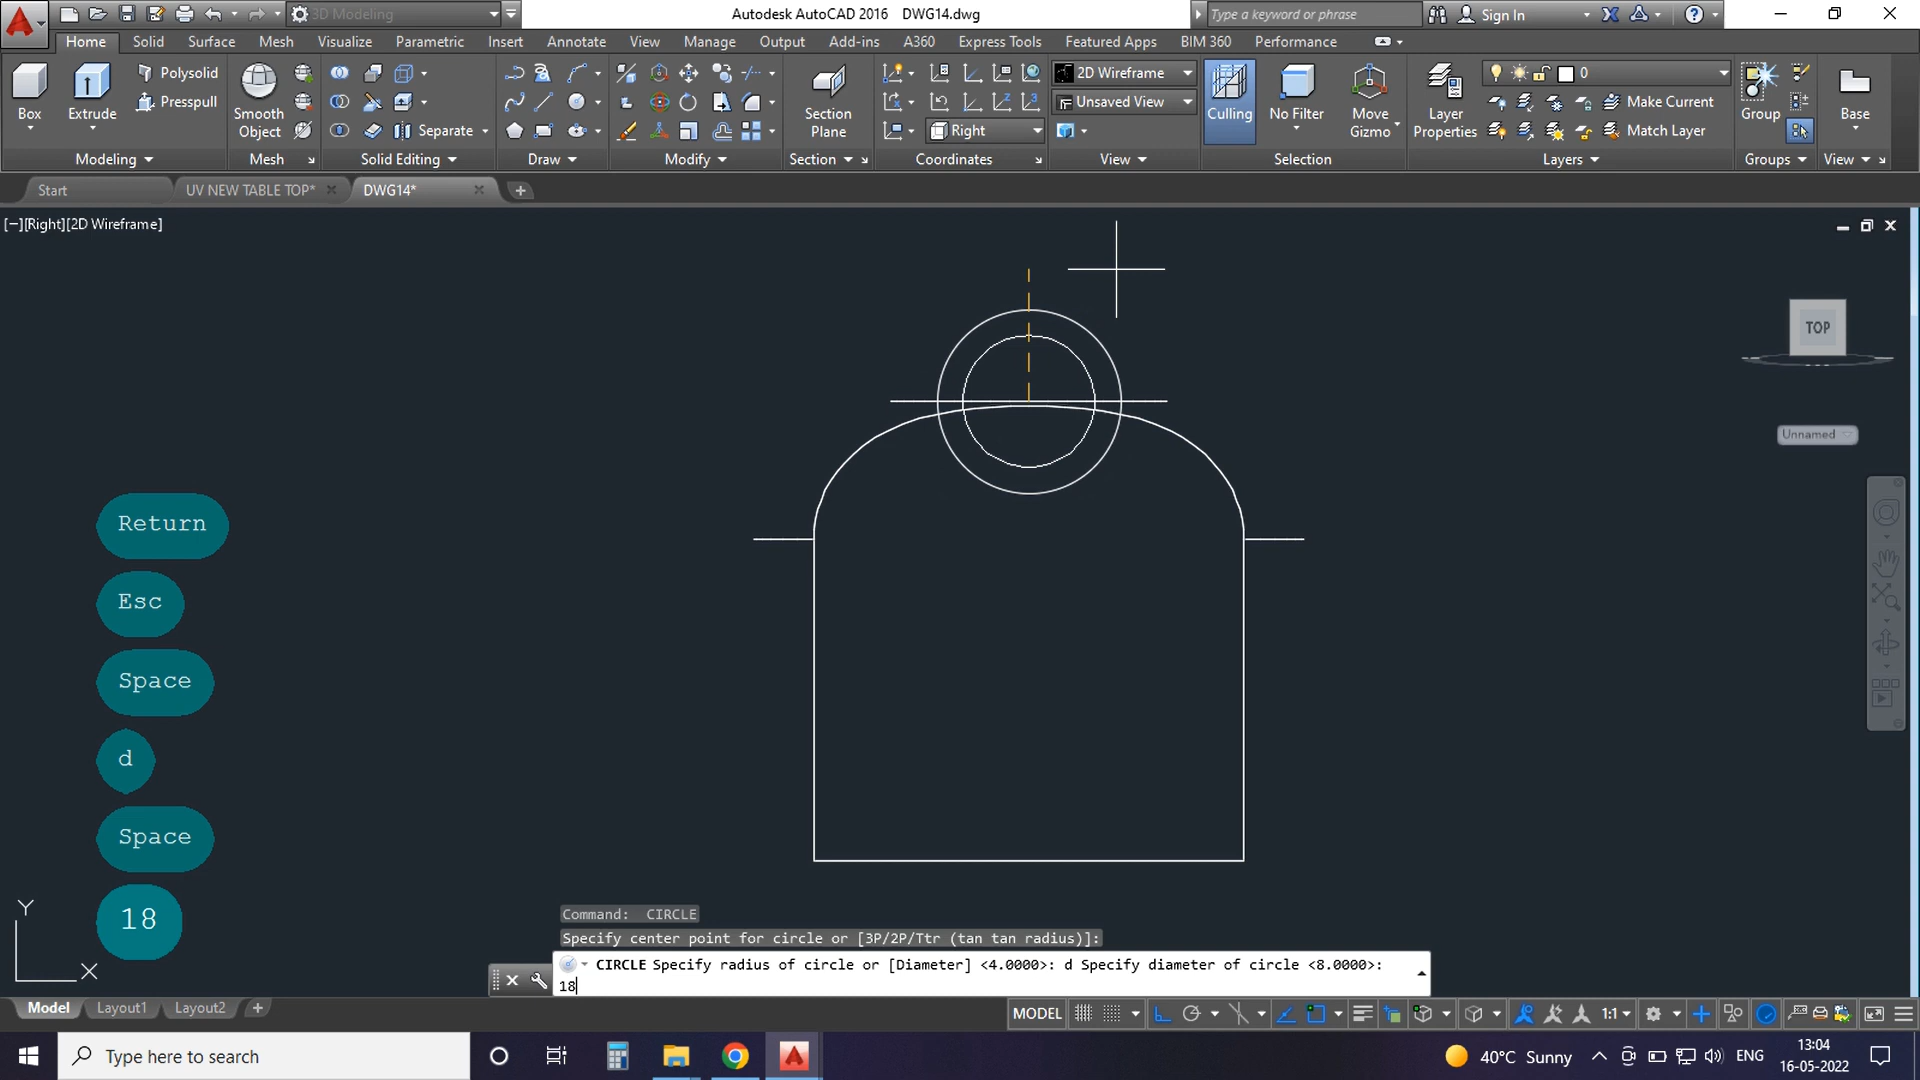 3D Modeling
Autodesk AutoCAD 2016 DWG14.dwg
Type a keyword or phrase
Sign In
Home Solid Surface Mesh Visualize Parametric Insert Annotate View Manage Output Add-ins A360 Express Tools Featured Apps BIM 360 Performance
Box
Extrude
Polysolid
Presspull
Smooth
Object
Separate
Section
Plane
Right
2D Wireframe
Unsaved View
Culling
No Filter
Move
Gizmo
Layer
Properties
0
Make Current
Match Layer
Group
Base
Modeling Mesh Solid Editing Draw Modify Section Coordinates View Selection Layers Groups View
Start UV NEW TABLE TOP* DWG14*
[−][Right][2D Wireframe]
TOP
Unnamed
Return
Esc
Space
d
Space
18
Y
X
Command: CIRCLE
Specify center point for circle or [3P/2P/Ttr (tan tan radius)]:
CIRCLE Specify radius of circle or [Diameter] <4.0000>: d Specify diameter of circle <8.0000>:
18
Model Layout1 Layout2 +
MODEL
1:1
Type here to search
40°C Sunny
ENG
13:04
16-05-2022